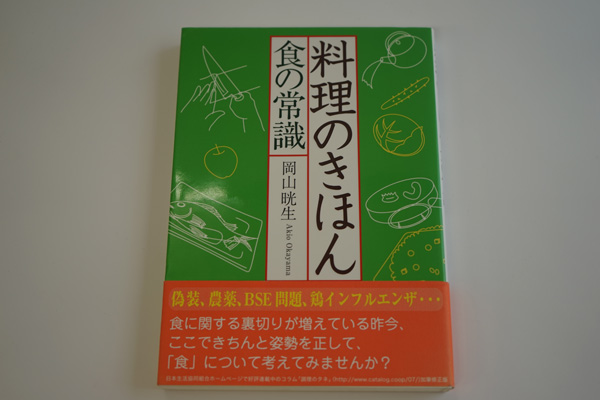 料理のきほん
食の常識
岡山晄生
Akio Okayama
偽装、農薬、BSE問題、鶏インフルエンザ・・・
食に関する裏切りが増えている昨今、
ここできちんと姿勢を正して、
「食」について考えてみませんか?